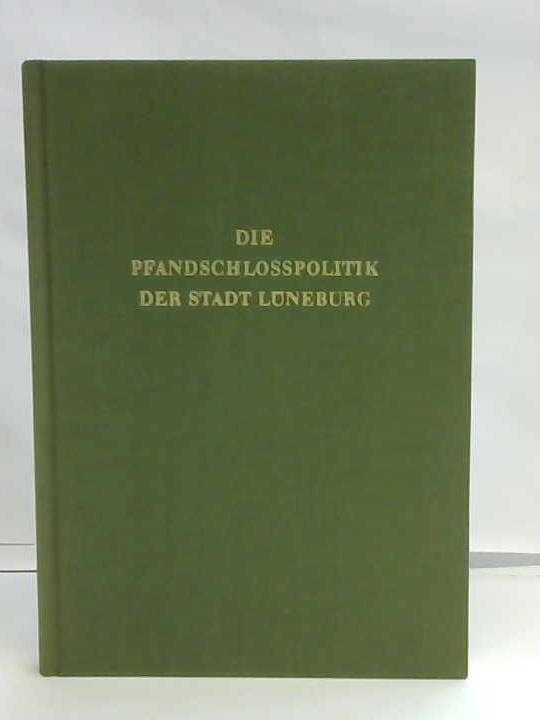 DIE
PFANDSCHLOSSPOLITIK
DER STADT LÜNEBURG